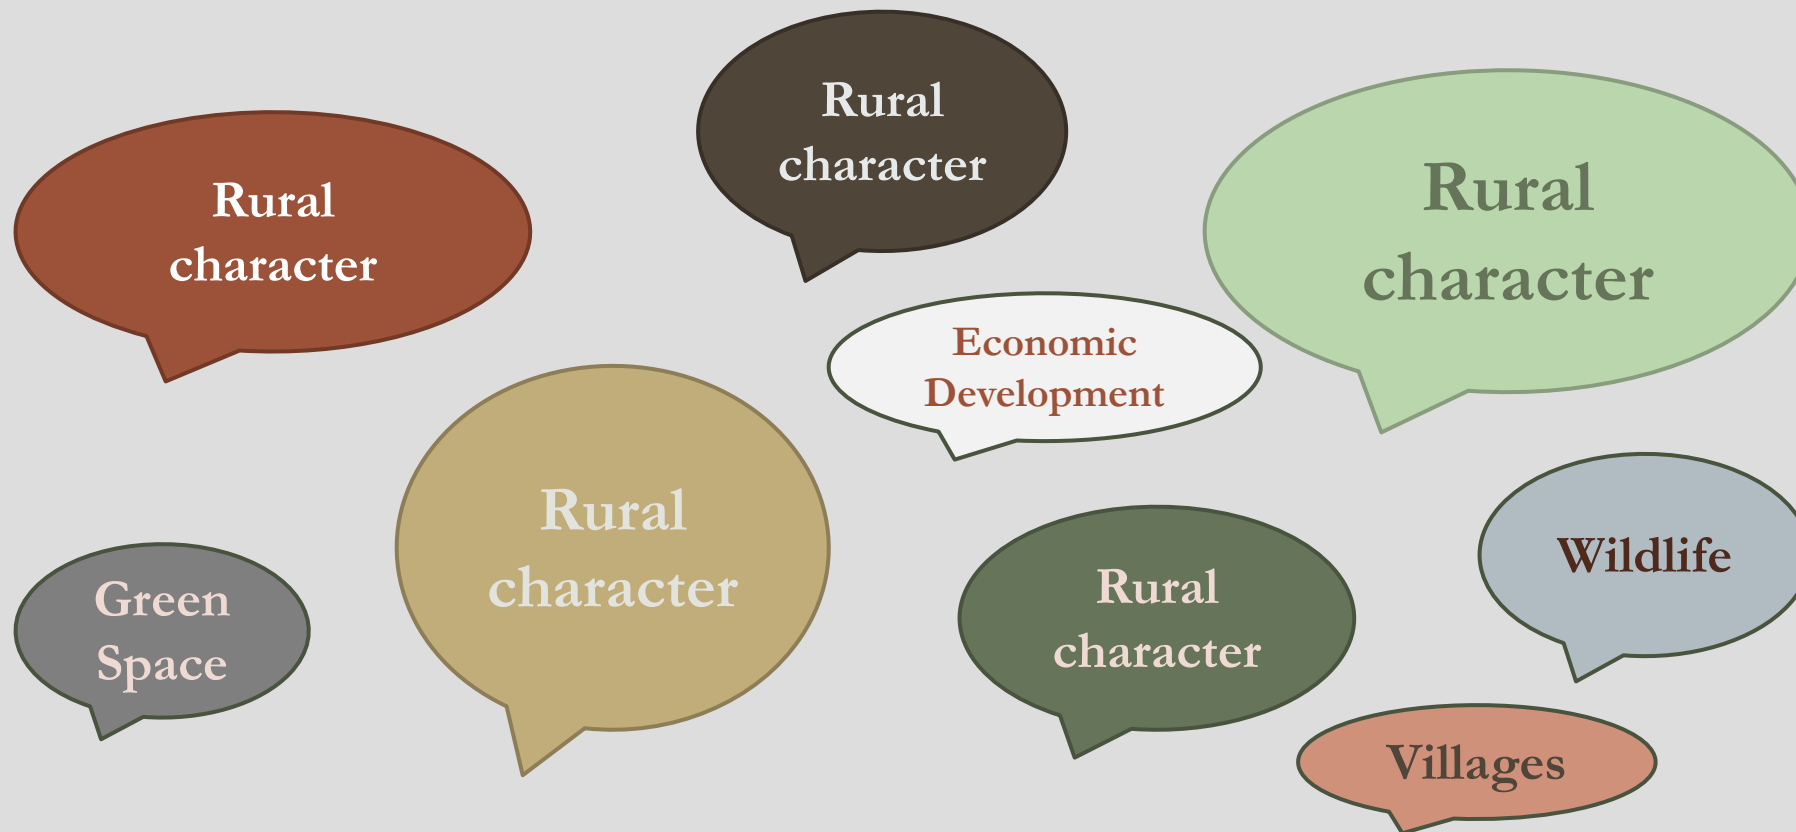 Rural
character
Rural
character
Rural
character
Economic
Development
Rural
character
Green
Space
Rural
character
Wildlife
Villages